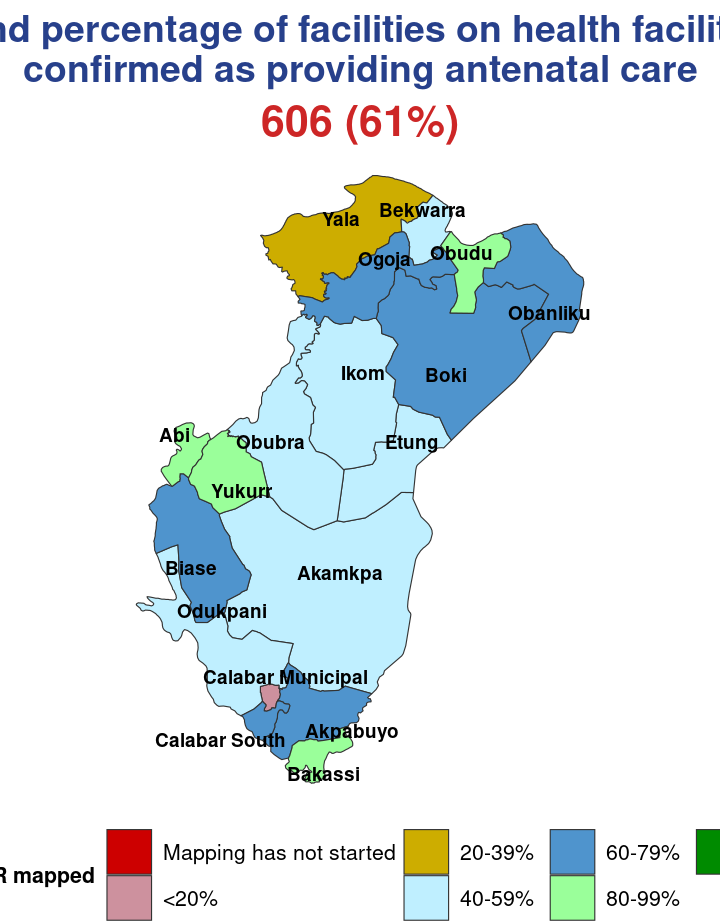 nd percentage of facilities on health facilit
confirmed as providing antenatal care
606 (61%)
Yala
Bekwarra
Ogoja
Obudu
Obanliku
Ikom
Boki
Abi
Obubra
Etung
Yukurr
Biase
Akamkpa
Odukpani
Calabar Municipal
Calabar South
Akpabuyo
Bakassi
R mapped
Mapping has not started
<20%
20-39%
40-59%
60-79%
80-99%